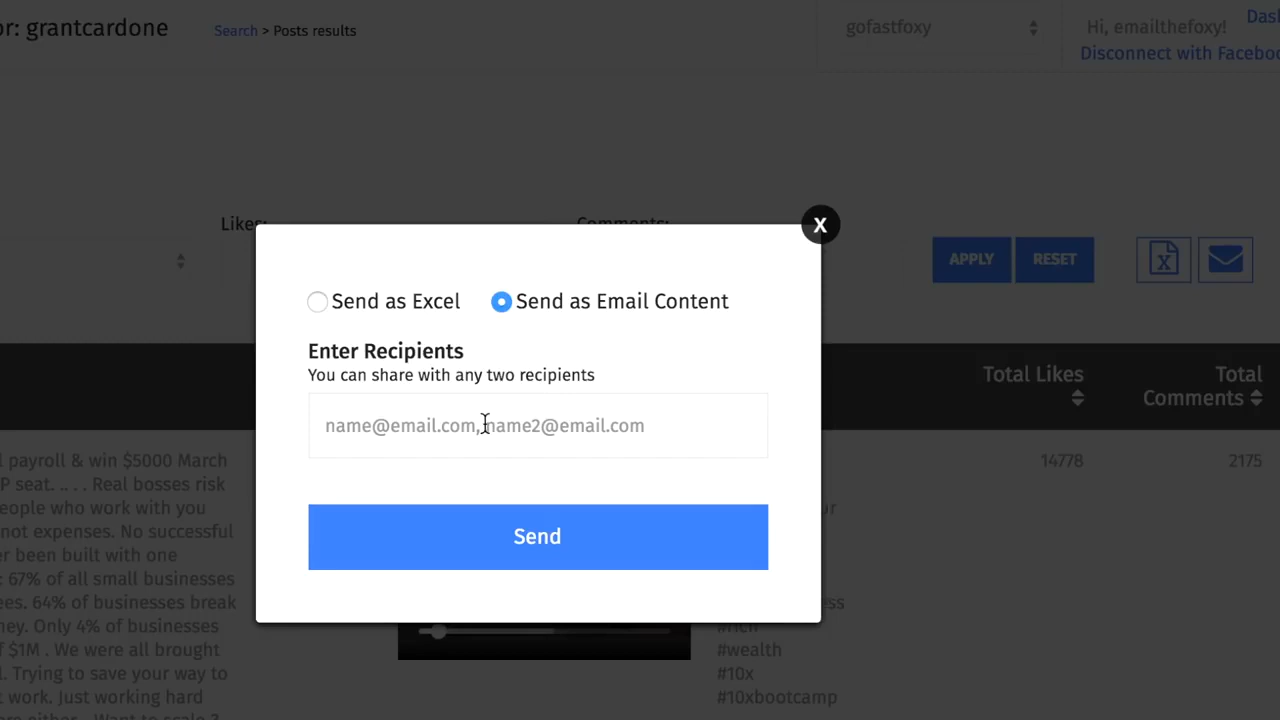 or: grantcardone
Search > Posts results
gofastfoxy
Hi, emailthefoxy!
Dash
Disconnect with Faceboo
Likes:
Comments:
X
APPLY
RESET
Send as Excel
Send as Email Content
Enter Recipients
You can share with any two recipients
name@email.com,name2@email.com
Send
Total Likes
Total
Comments
l payroll & win $5000 March
P seat. .. . . Real bosses risk
eople who work with you
not expenses. No successful
er been built with one
: 67% of all small businesses
ees. 64% of businesses break
ney. Only 4% of businesses
f $1M . We were all brought
l. Trying to save your way to
t work. Just working hard
14778
2175
ur
ess
#rich
#wealth
#10x
#10xbootcamp